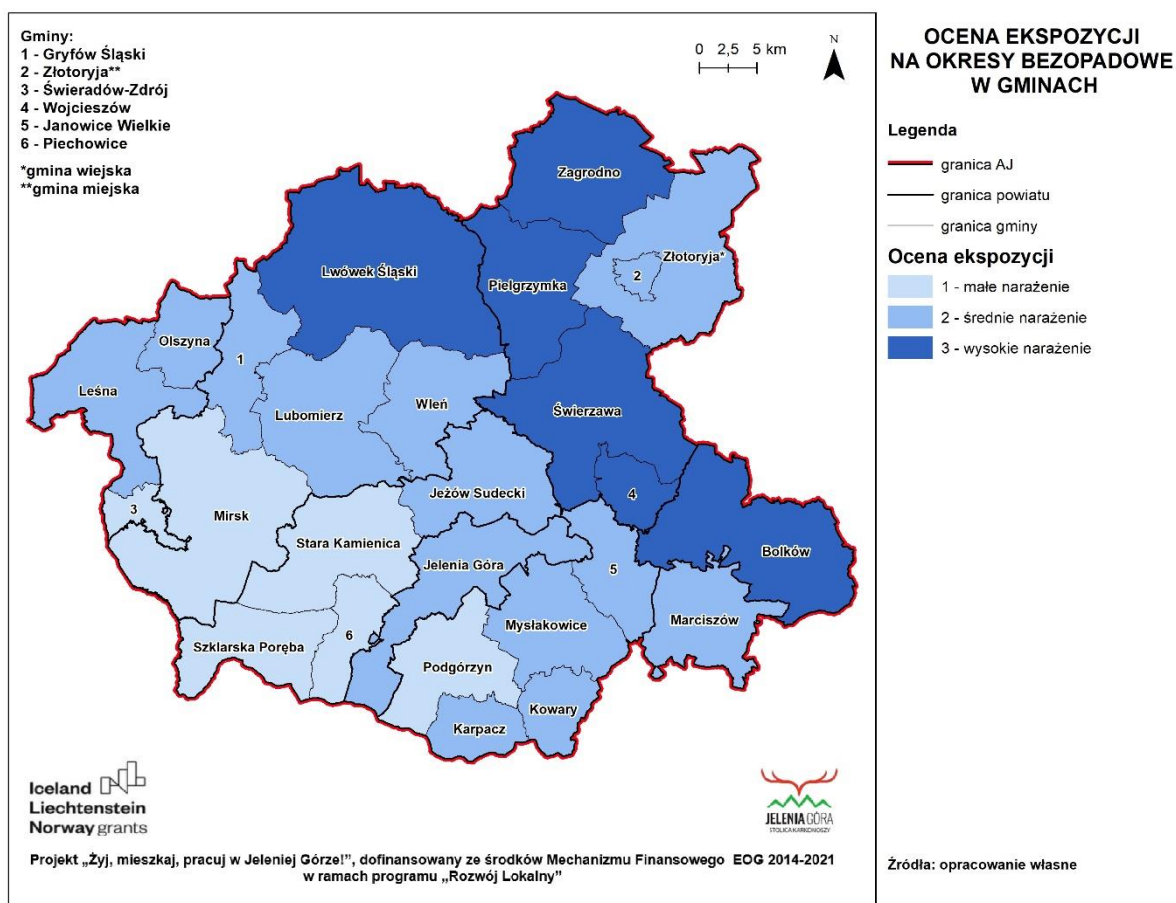 Gminy:
1 - Gryfów Śląski
2 - Złotoryja**
3 - Świeradów-Zdrój
4 - Wojcieszów
5 - Janowice Wielkie
6 - Piechowice
*gmina wiejska
**gmina miejska
0 2,5 5 km
N
Zagrodno
Złotoryja*
2
Lwówek Śląski
Pielgrzymka
Olszyna
1
Leśna
Lubomierz
Wleń
Świerzawa
4
3
Mirsk
Jeżów Sudecki
Stara Kamienica
Jelenia Góra
5
Bolków
Marciszów
Mysłakowice
6
Szklarska Poręba
Podgórzyn
Kowary
Karpacz
Iceland
Liechtenstein
Norway grants
JELENIA GÓRA
STOLICA KARKONOSZY
Projekt „Żyj, mieszkaj, pracuj w Jeleniej Górze!”, dofinansowany ze środków Mechanizmu Finansowego EOG 2014-2021
w ramach programu „Rozwój Lokalny”
OCENA EKSPOZYCJI
NA OKRESY BEZOPADOWE
W GMINACH
Legenda
granica AJ
granica powiatu
granica gminy
Ocena ekspozycji
1 - małe narażenie
2 - średnie narażenie
3 - wysokie narażenie
Źródła: opracowanie własne